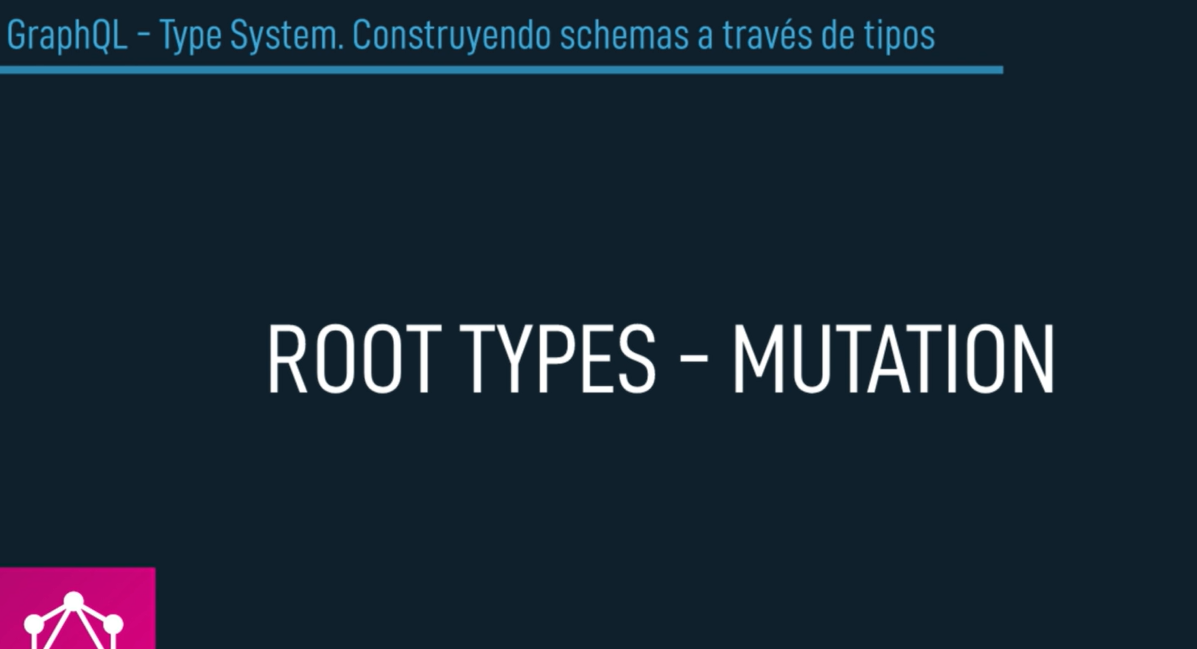 GraphQL - Type System. Construyendo schemas a través de tipos
ROOT TYPES - MUTATION